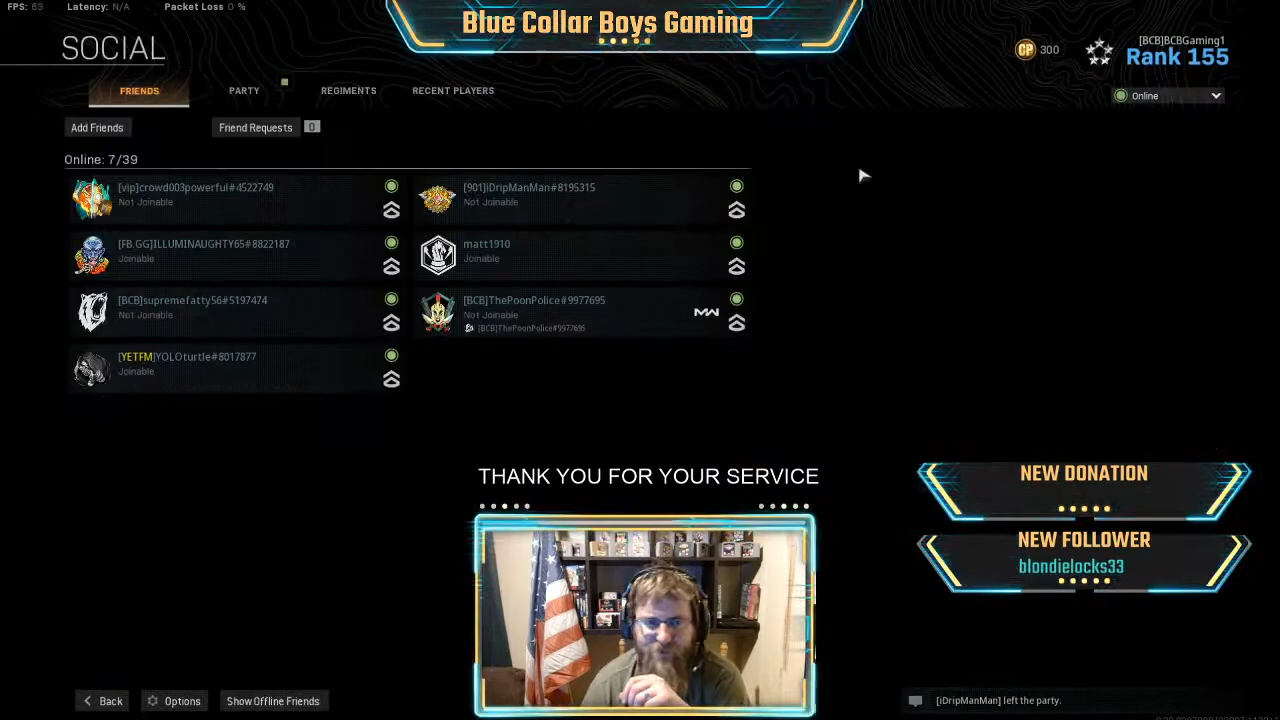 FPS: 63 Latency: N/A Packet Loss 0 %
Blue Collar Boys Gaming
SOCIAL
CP 300
[BCB]BCBGaming1
Rank 155
FRIENDS PARTY REGIMENTS RECENT PLAYERS
Online
Add Friends Friend Requests 0
Online: 7/39
[vip]crowd003powerful#4522749
Not Joinable
[901]iDripManMan#8195315
Not Joinable
[FB.GG]ILLUMINAUGHTY65#8822187
Joinable
matt1910
Joinable
[BCB]supremefatty56#5197474
Not Joinable
[BCB]ThePoonPolice#9977695
Not Joinable
[BCB]ThePoonPolice#9977695
MW
[YETFM]YOLOturtle#8017877
Joinable
THANK YOU FOR YOUR SERVICE
NEW DONATION
NEW FOLLOWER
blondielocks33
Back Options Show Offline Friends
[iDripManMan] left the party.